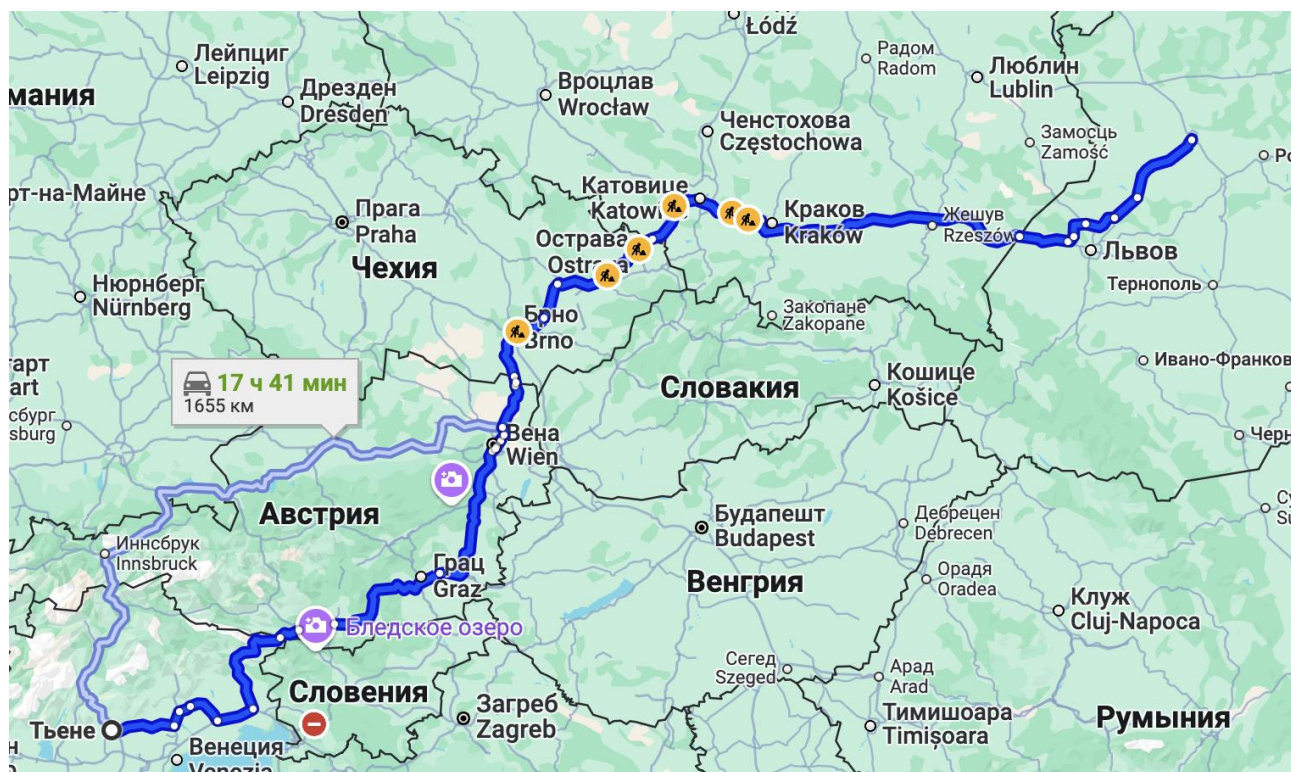 Łódź
Лейпциг
Leipzig
Радом
Radom
Люблин
Lublin
Дрезден
Dresden
Вроцлав
Wrocław
мания
Ченстохова
Częstochowa
Замосць
Zamość
Ро
рт-на-Майне
Катовице
Katowi
Прага
Praha
Краков
Kraków
Жешув
Rzeszów
Острава
Ostrava
Львов
Чехия
Нюрнберг
Nürnberg
Тернополь
Закопане
Zakopane
Брно
Brno
Ивано-Франков
тарт
art
17 ч 41 мин
1655 км
Словакия
Кошице
Košice
сбург
sburg
Вена
Wien
Черн
Австрия
Будапешт
Budapest
Дебрецен
Debrecen
Иннсбрук
Innsbruck
Грац
Graz
Орадя
Oradea
Венгрия
Клуж
Cluj-Napoca
Бледское озеро
Сегед
Szeged
Арад
Arad
Словения
Загреб
Zagreb
Тимишоара
Timișoara
Румыния
Тьене
Венеция
Venezia